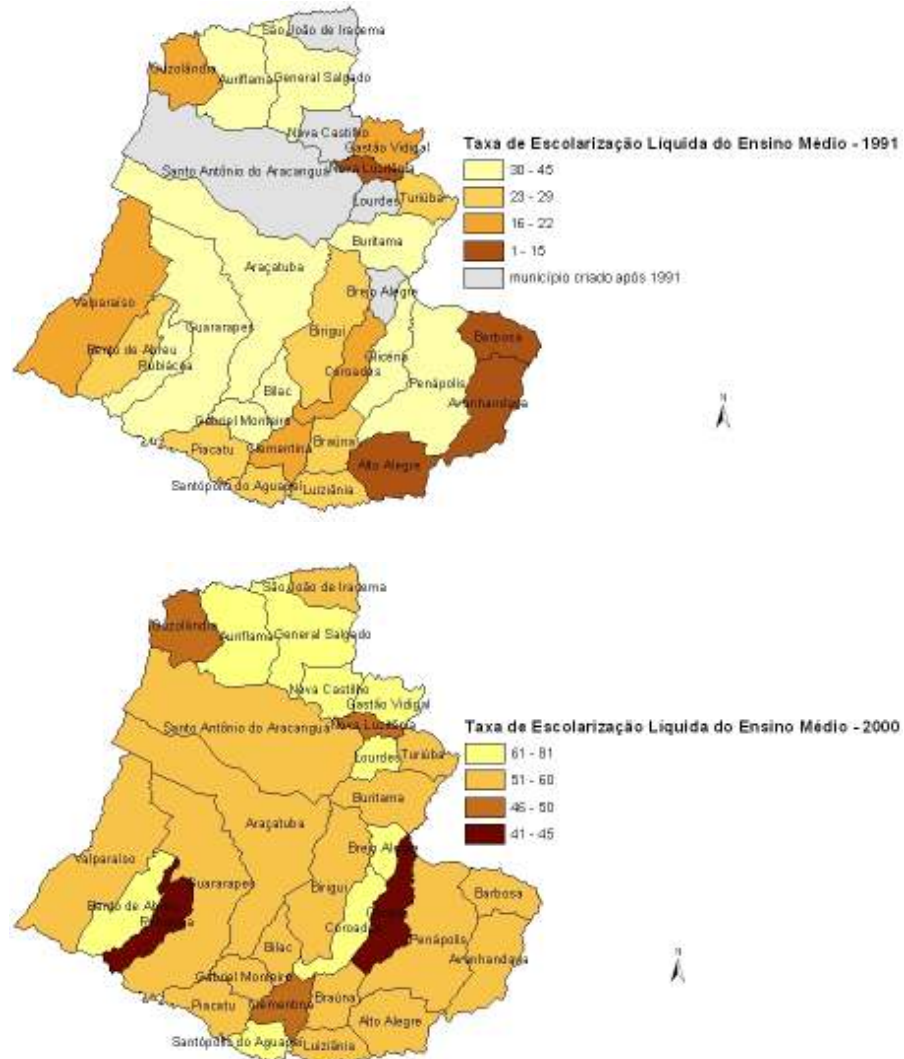 São João de Iracema
Guzolândia
Auriflama
General Salgado
Nova Castilho
Gastão Vidigal
Taxa de Escolarização Líquida do Ensino Médio - 1991
Santo Antônio do Aracanguá
Nova Luzitânia
30 - 45
Lourdes
Turiúba
23 - 29
Buritama
16 - 22
Araçatuba
1 - 15
Brejo Alegre
município criado após 1991
Valparaíso
Guararapes
Birigui
Barbosa
Bento de Abreu
Rubiácea
Glicério
Coroados
Penápolis
Bilac
Avanhandava
N
Gabriel Monteiro
Piacatu
Clementina
Braúna
Alto Alegre
Santópolis do Aguapeí
Luiziânia
São João de Iracema
Guzolândia
Auriflama
General Salgado
Nova Castilho
Gastão Vidigal
Santo Antônio do Aracanguá
Nova Luzitânia
Taxa de Escolarização Líquida do Ensino Médio - 2000
Lourdes
Turiúba
61 - 81
51 - 60
Buritama
46 - 50
Araçatuba
41 - 45
Brejo Alegre
Valparaíso
Guararapes
Birigui
Barbosa
Bento de Abreu
Coroados
Penápolis
Bilac
Avanhandava
N
Gabriel Monteiro
Piacatu
Clementina
Braúna
Alto Alegre
Santópolis do Aguapeí
Luiziânia